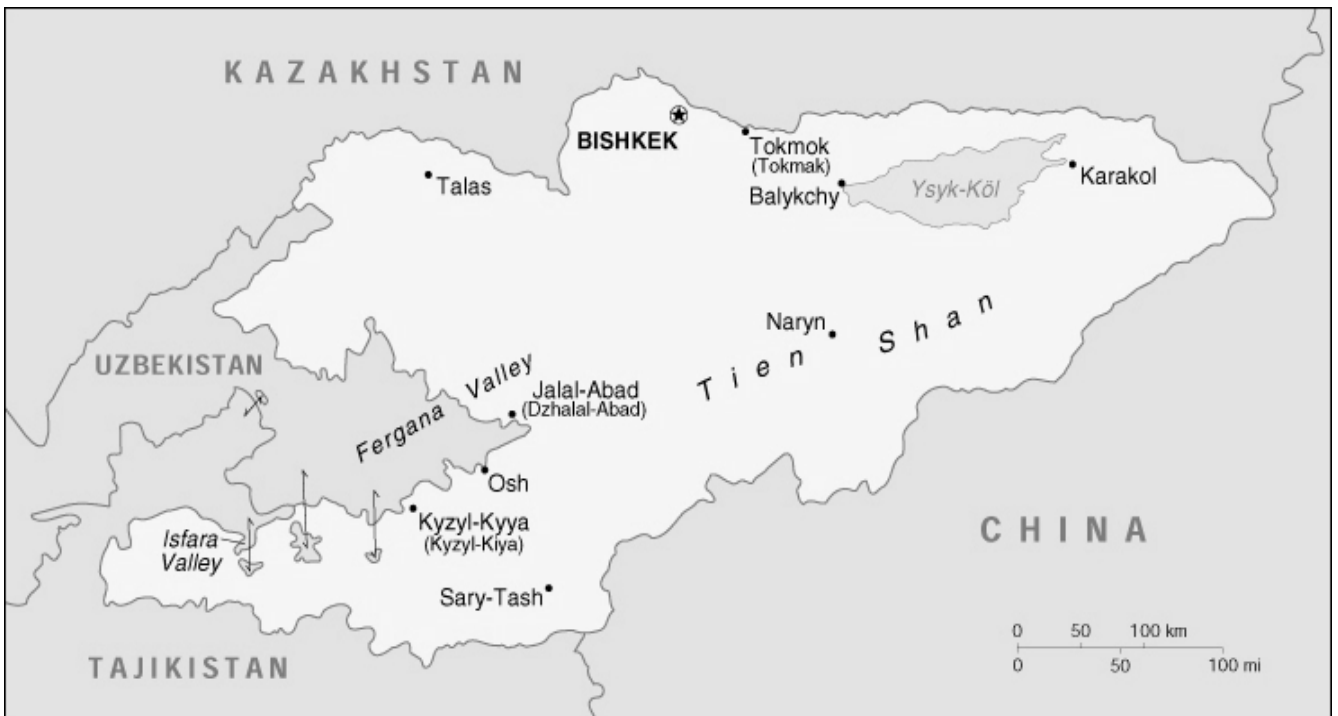 KAZAKHSTAN
BISHKEK
Tokmok
(Tokmak)
Talas
Balykchy
Ysyk-Köl
Karakol
Naryn
Tien Shan
UZBEKISTAN
Fergana Valley
Jalal-Abad
(Dzhalal-Abad)
Osh
Kyzyl-Kyya
(Kyzyl-Kiya)
Isfara
Valley
Sary-Tash
CHINA
TAJIKISTAN
0 50 100 km
0 50 100 mi